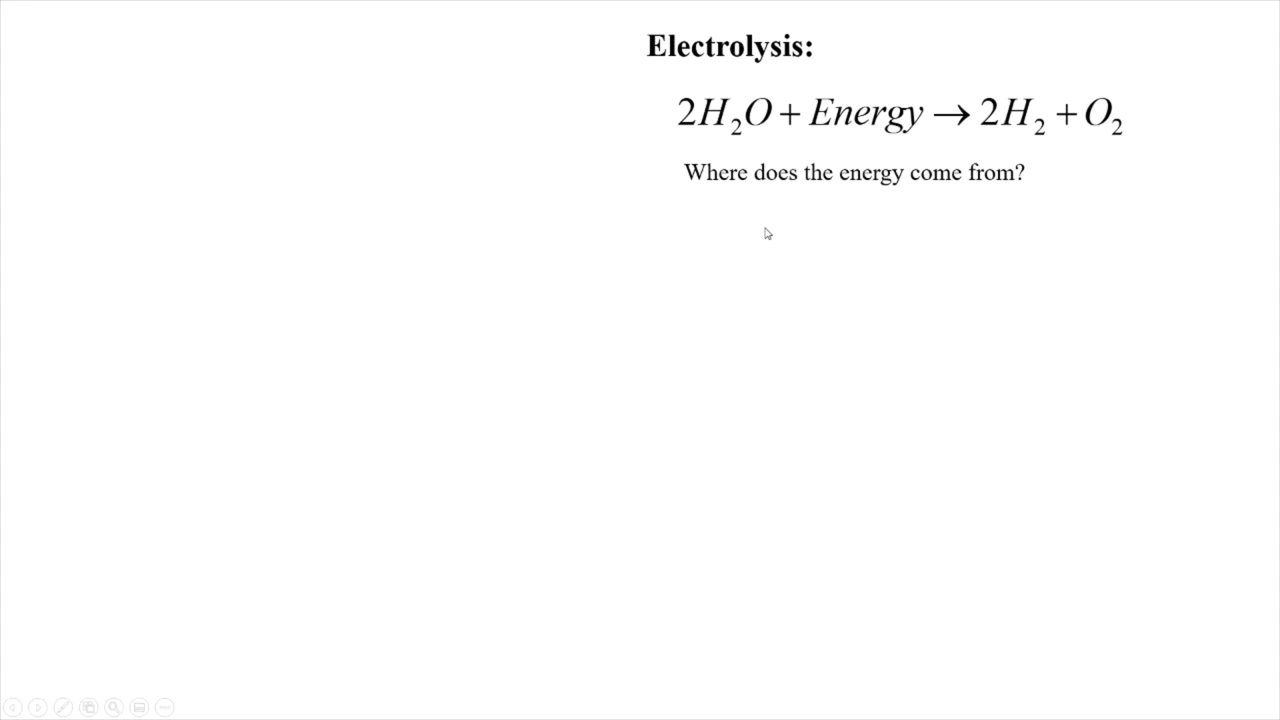 Electrolysis:
2H₂O + Energy → 2H₂ + O₂
Where does the energy come from?